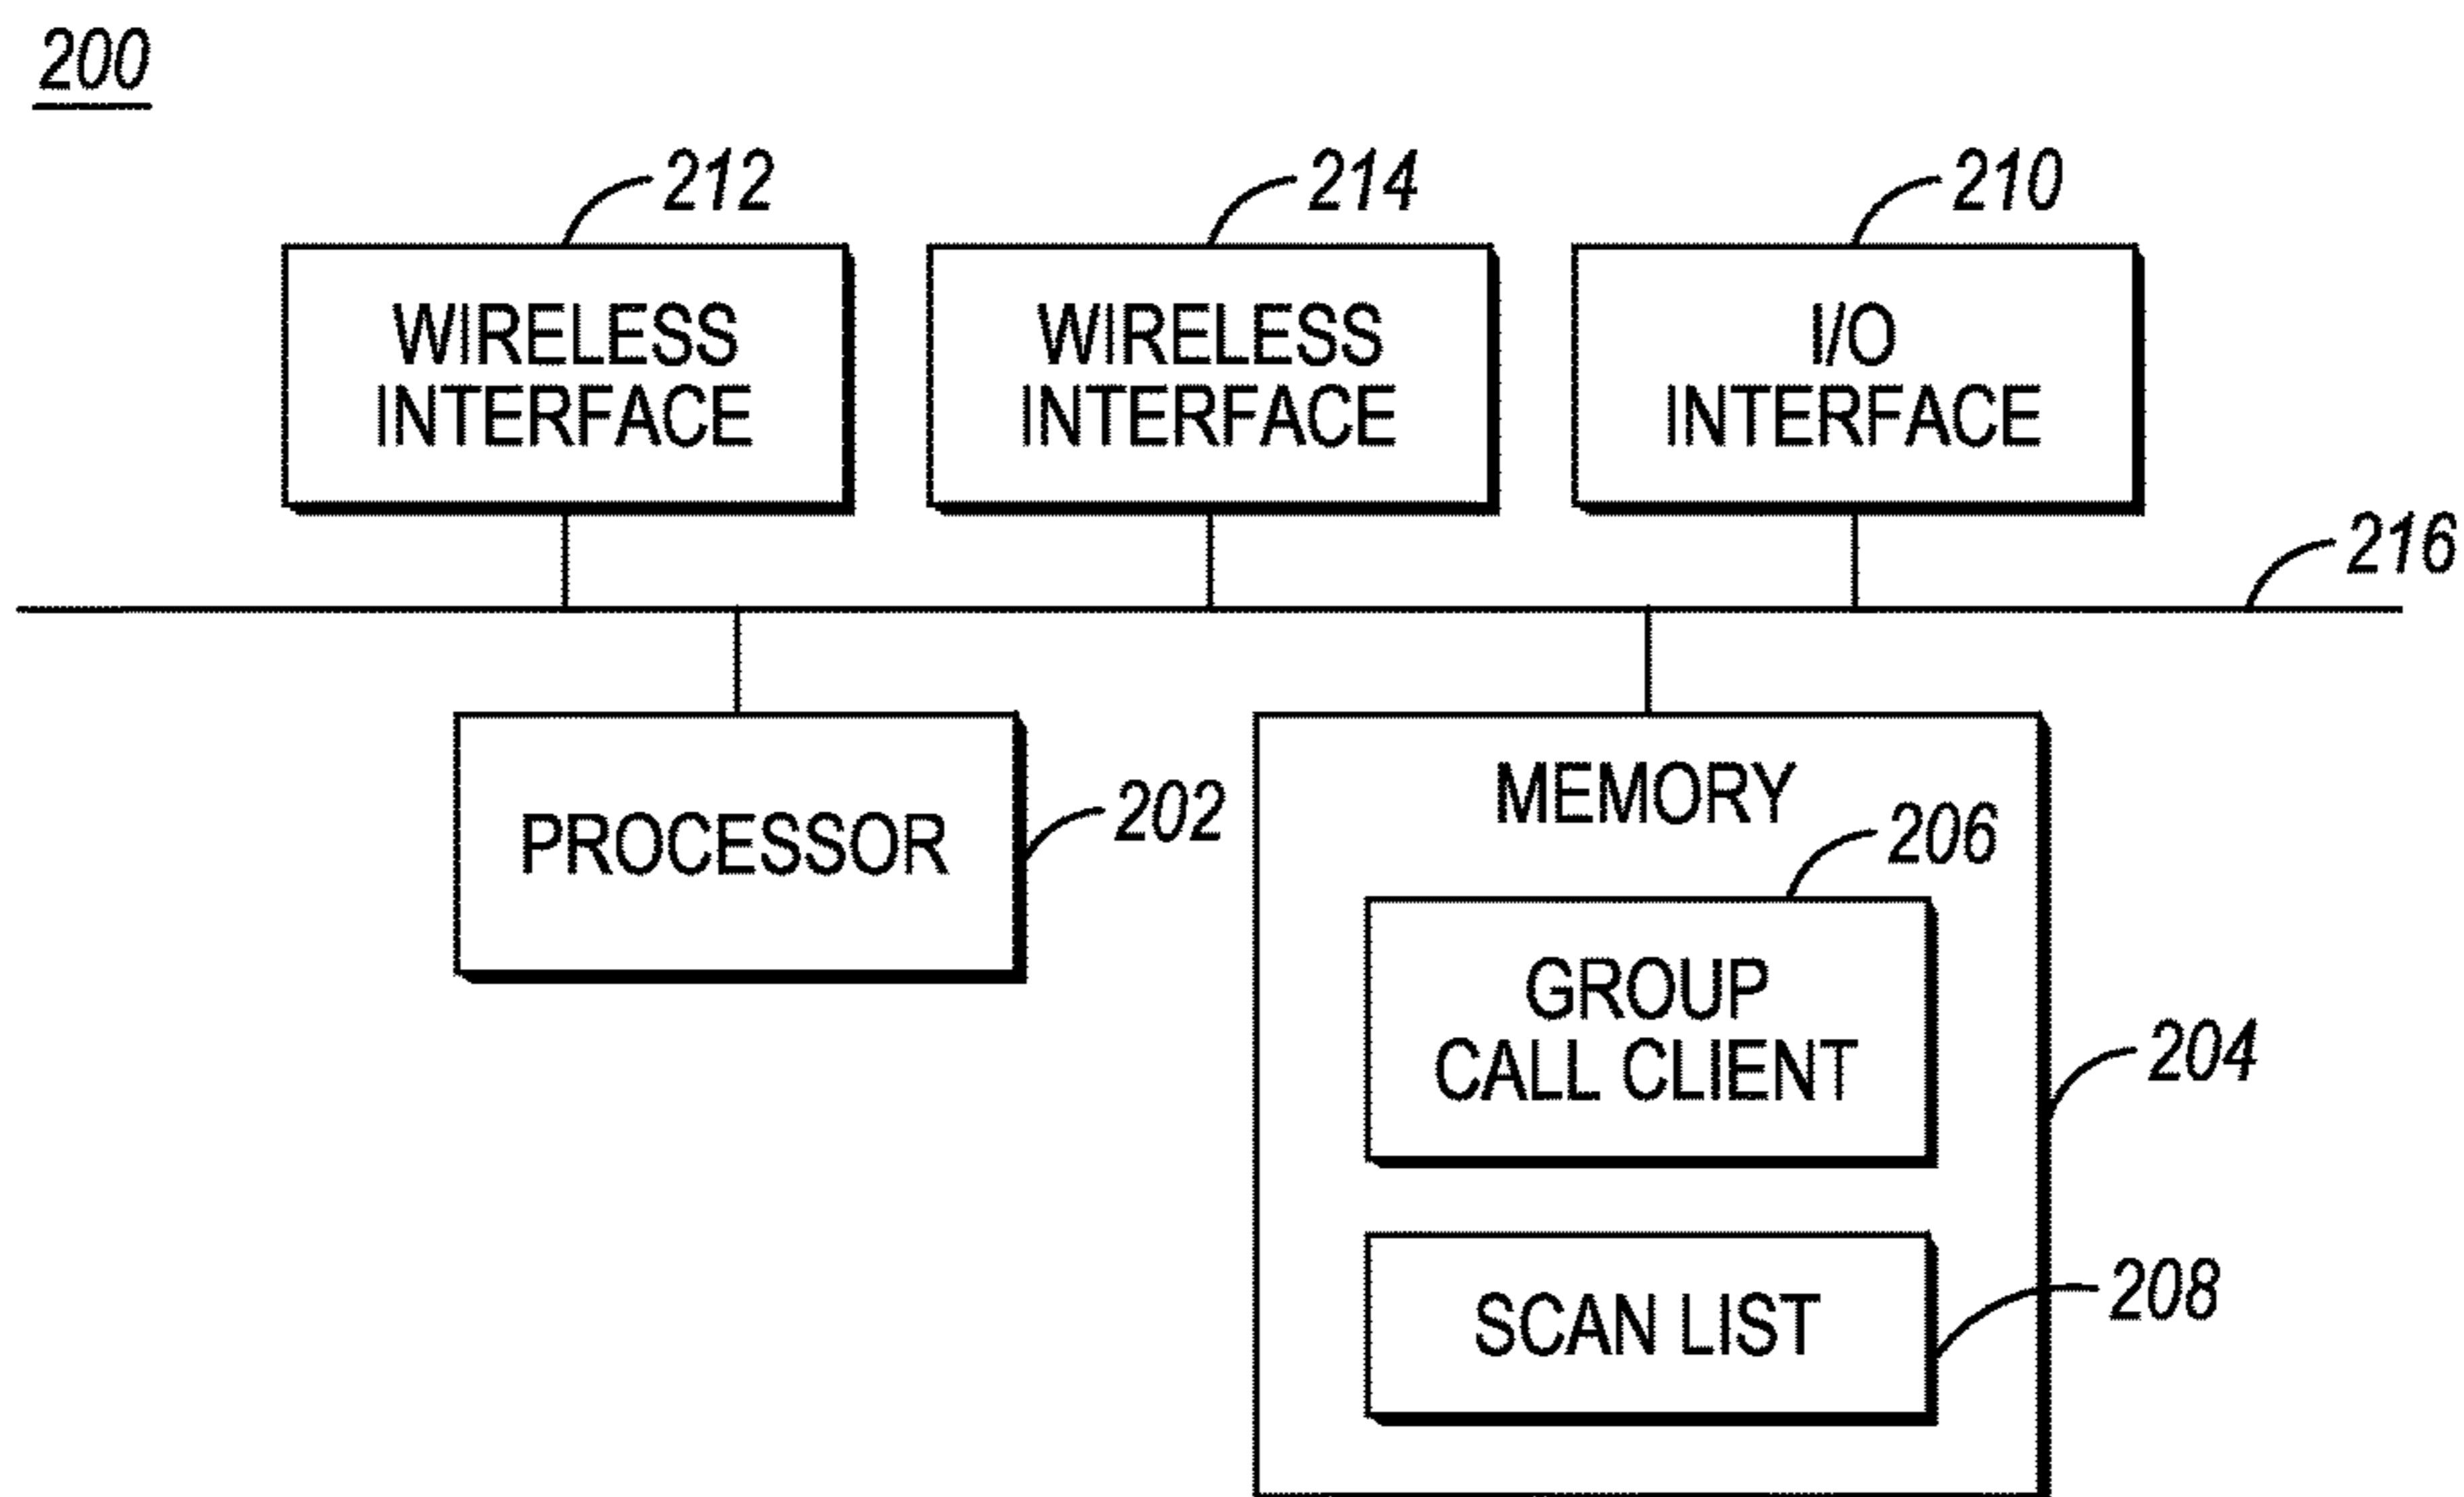 200
212
214
210
WIRELESS
INTERFACE
WIRELESS
INTERFACE
I/O
INTERFACE
216
PROCESSOR
202
MEMORY
206
GROUP
CALL CLIENT
204
SCAN LIST
208